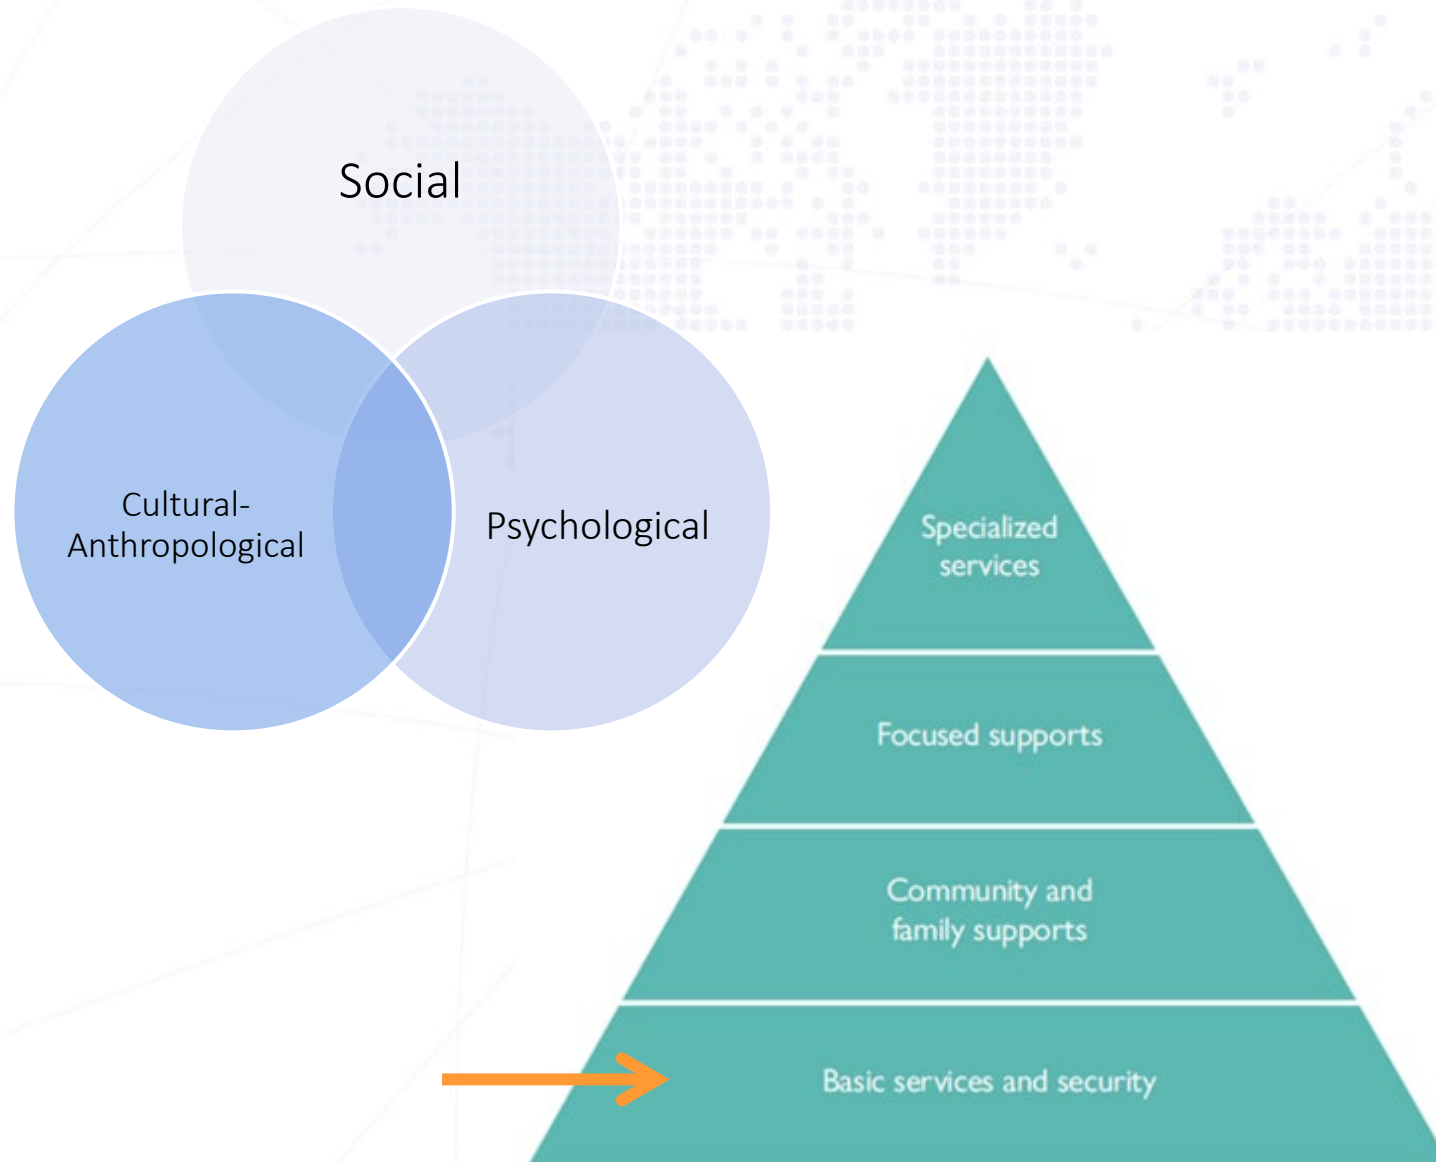 Social
Cultural-
Anthropological
Psychological
Specialized
services
Focused supports
Community and
family supports
Basic services and security